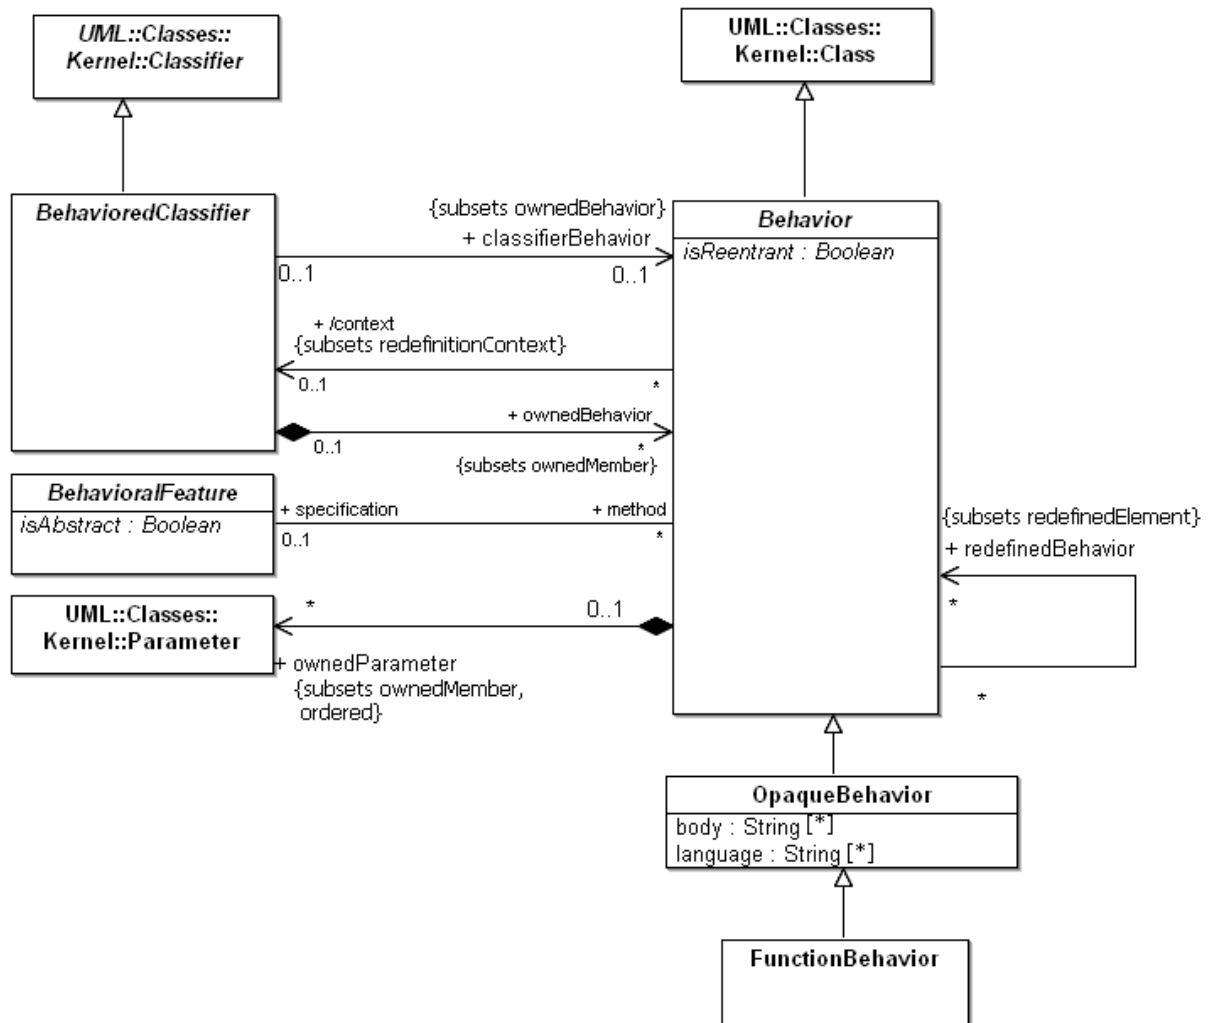 UML::Classes::
Kernel::Classifier
UML::Classes::
Kernel::Class
BehavioredClassifier
{subsets ownedBehavior}
+ classifierBehavior
0..1
0..1
Behavior
isReentrant : Boolean
+ /context
{subsets redefinitionContext}
0..1
*
+ ownedBehavior
0..1
*
{subsets ownedMember}
BehavioralFeature
isAbstract : Boolean
+ specification
+ method
0..1
*
{subsets redefinedElement}
+ redefinedBehavior
*
*
UML::Classes::
Kernel::Parameter
*
0..1
+ ownedParameter
{subsets ownedMember,
ordered}
OpaqueBehavior
body : String [*]
language : String [*]
FunctionBehavior